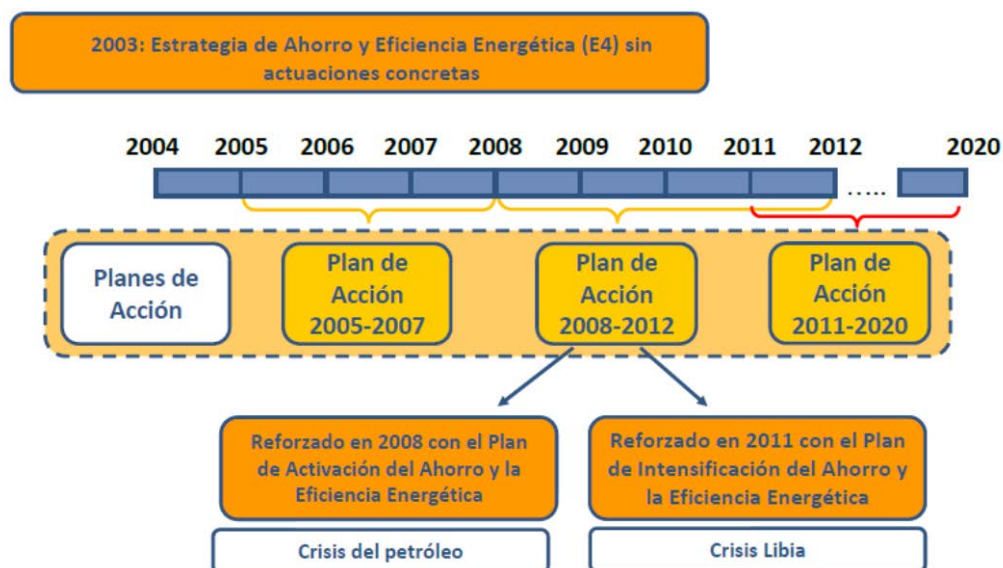 2003: Estrategia de Ahorro y Eficiencia Energética (E4) sin
actuaciones concretas
2004 2005 2006 2007 2008 2009 2010 2011 2012 ..... 2020
Planes de
Acción
Plan de
Acción
2005-2007
Plan de
Acción
2008-2012
Plan de
Acción
2011-2020
Reforzado en 2008 con el Plan
de Activación del Ahorro y la
Eficiencia Energética
Crisis del petróleo
Reforzado en 2011 con el Plan
de Intensificación del Ahorro y
la Eficiencia Energética
Crisis Libia